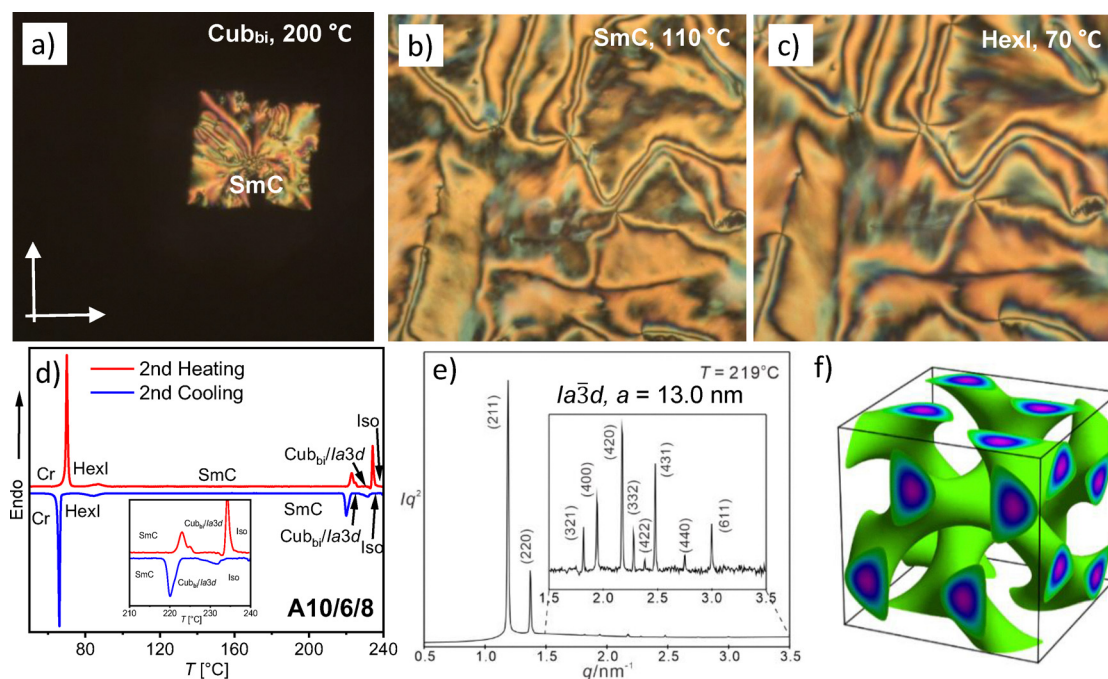 a)
Cub_bi, 200 ℃
SmC
b)
SmC, 110 ℃
c)
HexI, 70 ℃
d)
2nd Heating
2nd Cooling
Endo
Cr
HexI
SmC
Cub_bi/Ia3d
Iso
Cr
HexI
SmC
Cub_bi/Ia3d
Iso
SmC
Cub_bi/Ia3d
Iso
SmC
Cub_bi/Ia3d
Iso
210 220 230 240
T [°C]
A10/6/8
80 120 160 200 240
T [°C]
e)
T = 219°C
Ia3̄d, a = 13.0 nm
Iq²
(211)
(220)
(321)
(400)
(420)
(332)
(422)
(431)
(440)
(611)
1.5 2.0 2.5 3.0 3.5
0.5 1.0 1.5 2.0 2.5 3.0 3.5
q/nm⁻¹
f)